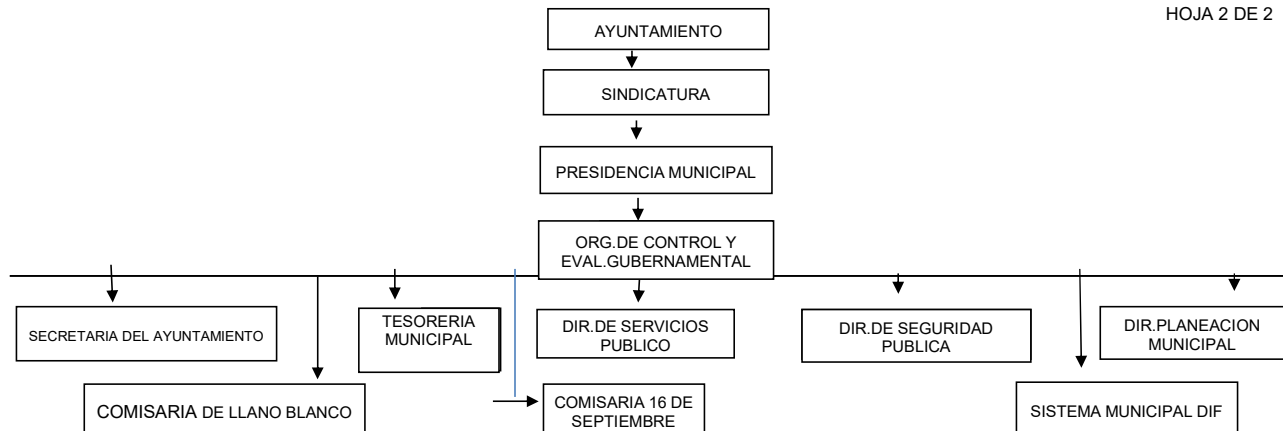 HOJA 2 DE 2
AYUNTAMIENTO
SINDICATURA
PRESIDENCIA MUNICIPAL
ORG.DE CONTROL Y
EVAL.GUBERNAMENTAL
SECRETARIA DEL AYUNTAMIENTO
TESORERIA
MUNICIPAL
DIR.DE SERVICIOS
PUBLICO
DIR.DE SEGURIDAD
PUBLICA
DIR.PLANEACION
MUNICIPAL
COMISARIA DE LLANO BLANCO
COMISARIA 16 DE
SEPTIEMBRE
SISTEMA MUNICIPAL DIF